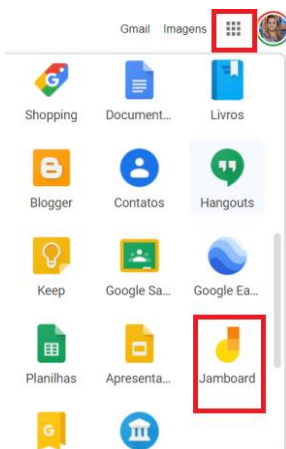 Gmail Imagens
Shopping Document... Livros
Blogger Contatos Hangouts
Keep Google Sa... Google Ea...
Planilhas Apresenta... Jamboard